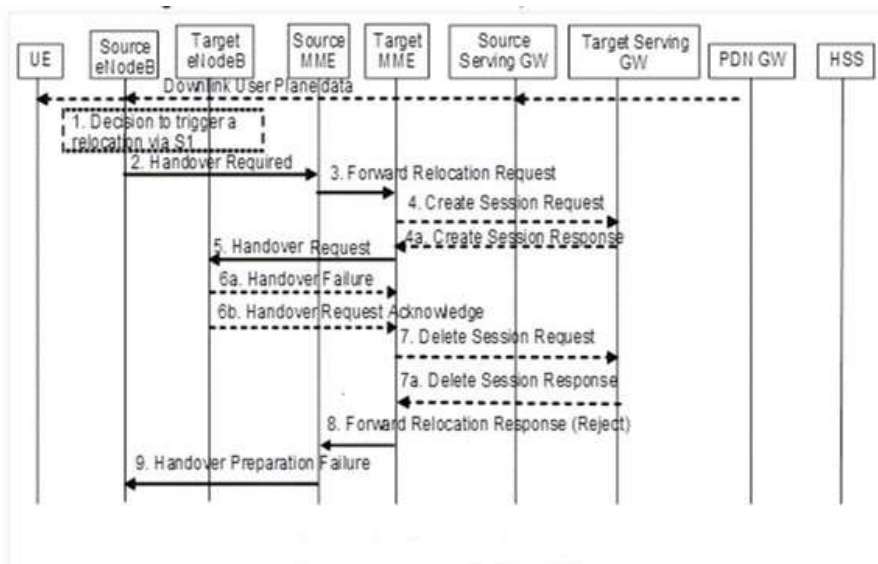 UE
Source
eNodeB
Target
eNodeB
Source
MME
Target
MME
Source
Serving GW
Target Serving
GW
PDN GW
HSS
Downlink User Plane data
1. Decision to trigger a
relocation via S1
2. Handover Required
3. Forward Relocation Request
4. Create Session Request
4a. Create Session Response
5. Handover Request
6a. Handover Failure
6b. Handover Request Acknowledge
7. Delete Session Request
7a. Delete Session Response
8. Forward Relocation Response (Reject)
9. Handover Preparation Failure